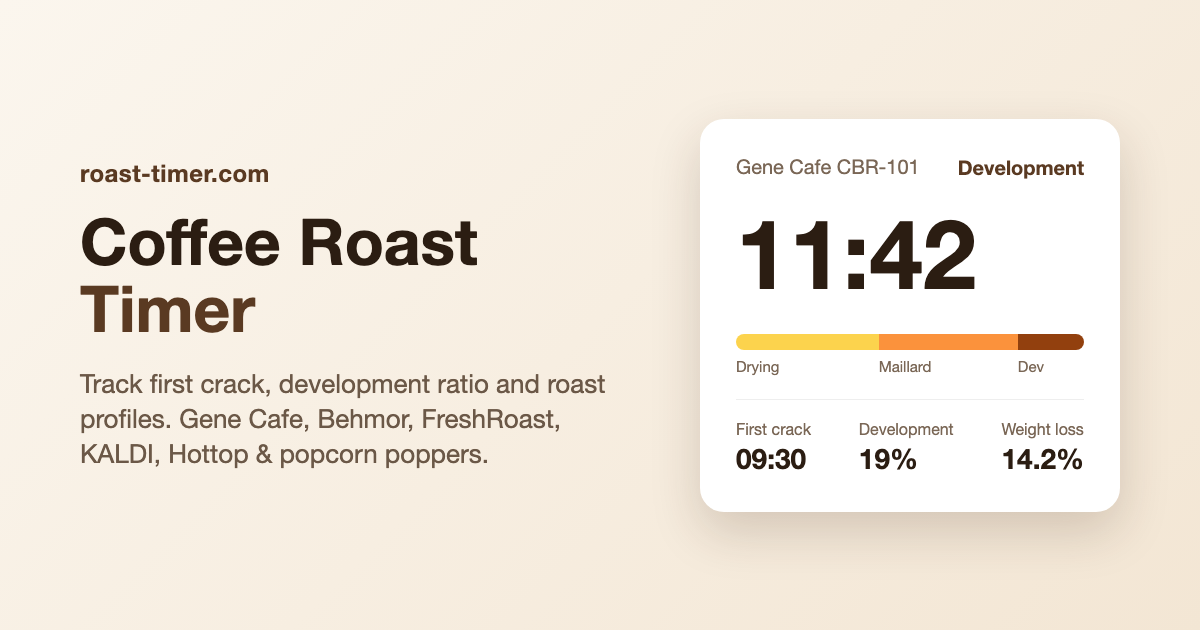 roast-timer.com
Coffee Roast
Timer
Track first crack, development ratio and roast
profiles. Gene Cafe, Behmor, FreshRoast,
KALDI, Hottop & popcorn poppers.
Gene Cafe CBR-101 Development
11:42
Drying Maillard Dev
First crack Development Weight loss
09:30 19% 14.2%